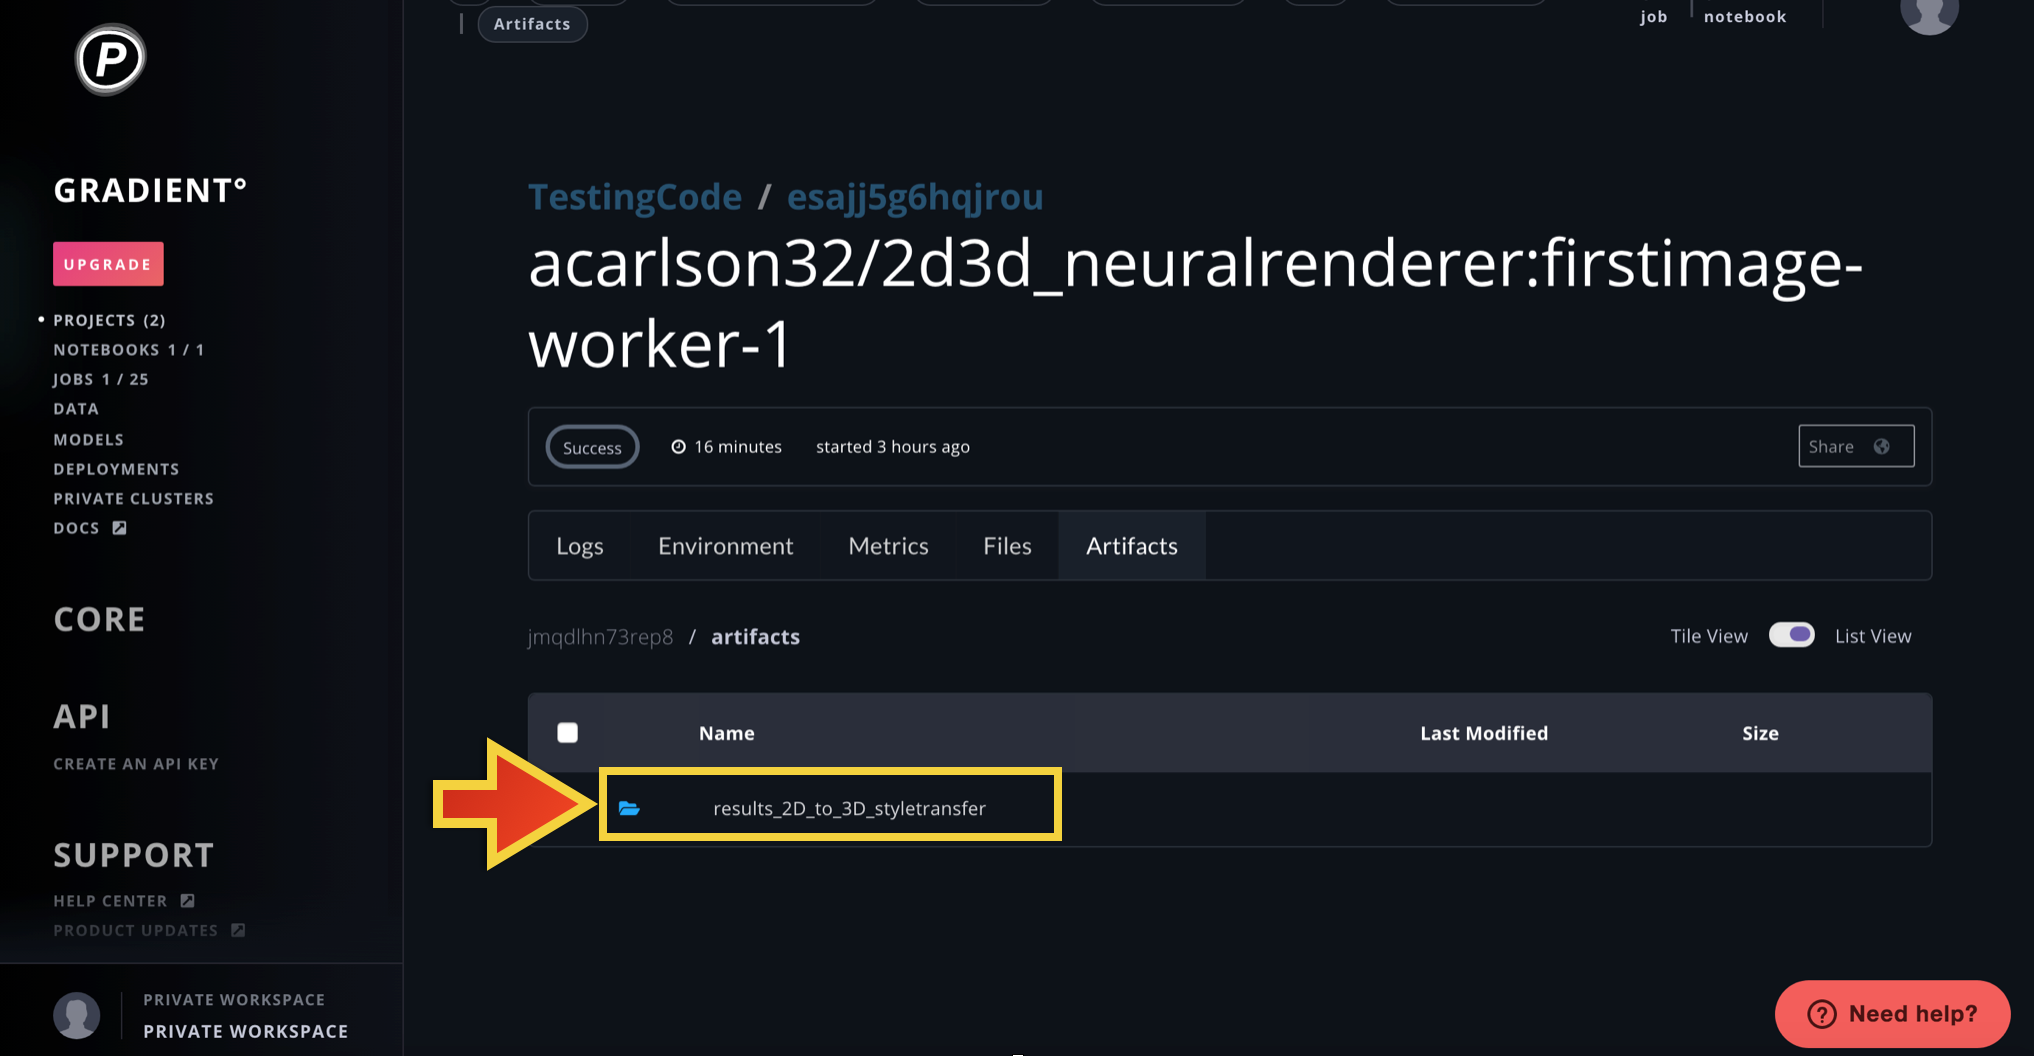 P
Artifacts
job
notebook
GRADIENT°
UPGRADE
PROJECTS (2)
NOTEBOOKS 1 / 1
JOBS 1 / 25
DATA
MODELS
DEPLOYMENTS
PRIVATE CLUSTERS
DOCS
CORE
API
CREATE AN API KEY
SUPPORT
HELP CENTER
PRODUCT UPDATES
PRIVATE WORKSPACE
PRIVATE WORKSPACE
TestingCode / esajj5g6hqjrou
acarlson32/2d3d_neuralrenderer:firstimage-
worker-1
Success 16 minutes started 3 hours ago Share
Logs Environment Metrics Files Artifacts
jmqdlhn73rep8 / artifacts Tile View List View
Name Last Modified Size
results_2D_to_3D_styletransfer
? Need help?